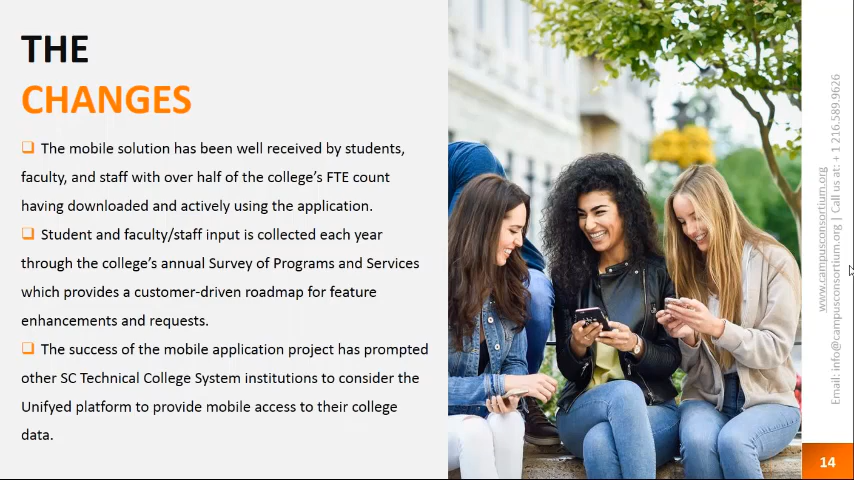 THE
CHANGES
❑ The mobile solution has been well received by students,
faculty, and staff with over half of the college's FTE count
having downloaded and actively using the application.
❑ Student and faculty/staff input is collected each year
through the college's annual Survey of Programs and Services
which provides a customer-driven roadmap for feature
enhancements and requests.
❑ The success of the mobile application project has prompted
other SC Technical College System institutions to consider the
Unifyed platform to provide mobile access to their college
data.
www.campusconsortium.org
Email: info@campusconsortium.org | Call us at: + 1 216.589.9626
14